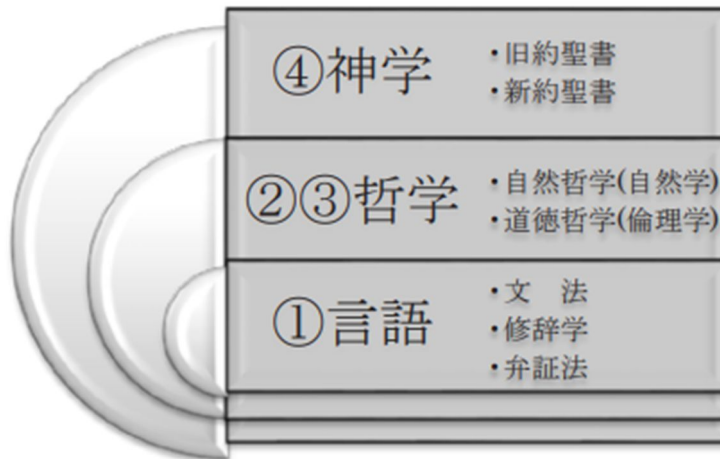 ④神学
・旧約聖書
・新約聖書
②③哲学
・自然哲学(自然学)
・道徳哲学(倫理学)
①言語
・文　法
・修辞学
・弁証法